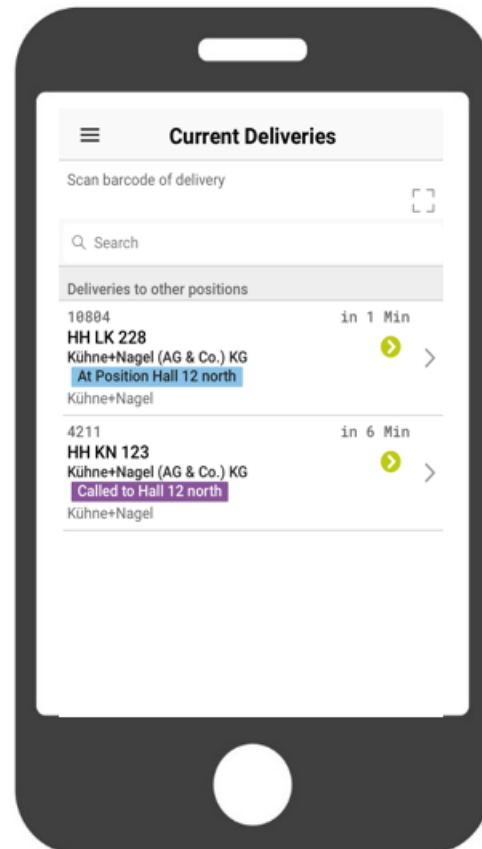 Current Deliveries
Scan barcode of delivery
Search
Deliveries to other positions
10804 in 1 Min
HH LK 228
Kühne+Nagel (AG & Co.) KG
At Position Hall 12 north
Kühne+Nagel
4211 in 6 Min
HH KN 123
Kühne+Nagel (AG & Co.) KG
Called to Hall 12 north
Kühne+Nagel